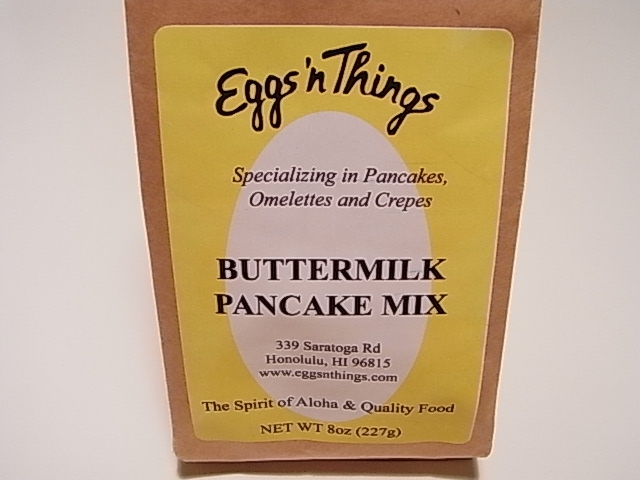 Eggs 'n Things
Specializing in Pancakes,
Omelettes and Crepes
BUTTERMILK
PANCAKE MIX
339 Saratoga Rd
Honolulu, HI 96815
www.eggsnthings.com
The Spirit of Aloha & Quality Food
NET WT 8oz (227g)